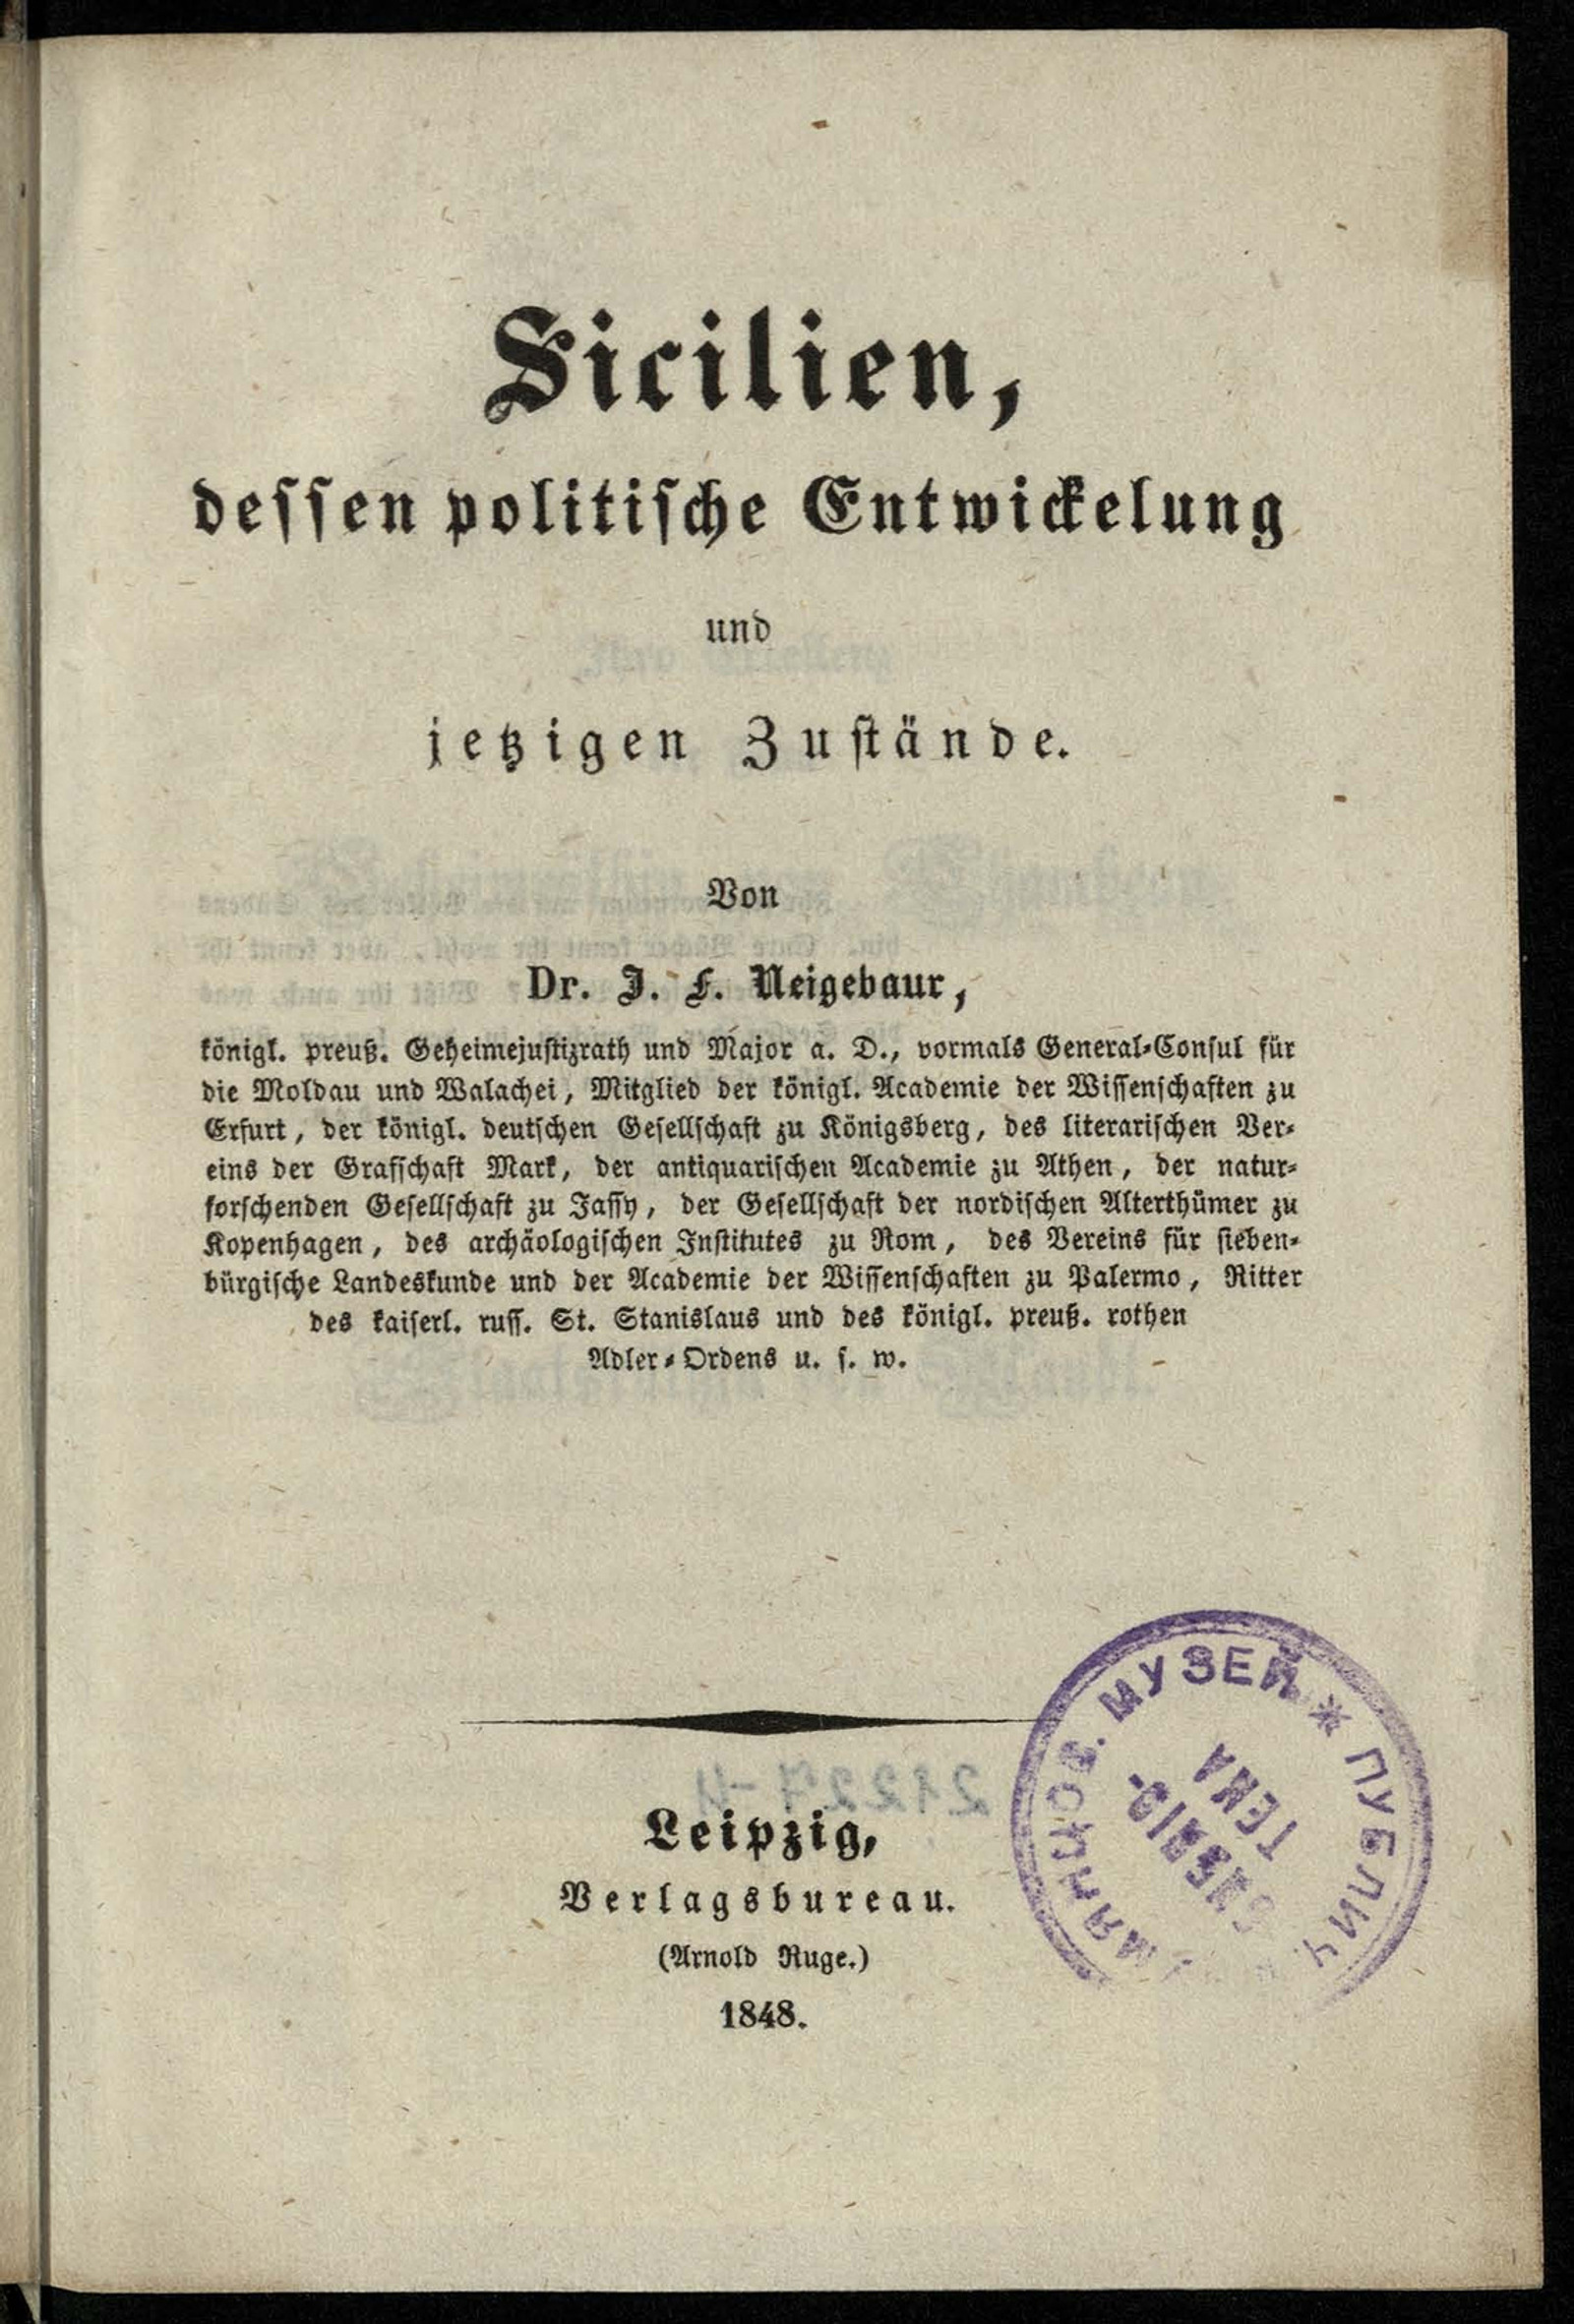 Sicilien,
dessen politische Entwickelung
und
jetzigen Zustände.
Von
Dr. J. F. Neigebaur,
königl. preuß. Geheimejustizrath und Major a. D., vormals General-Consul für
die Moldau und Walachei, Mitglied der königl. Academie der Wissenschaften zu
Erfurt, der königl. deutschen Gesellschaft zu Königsberg, des literarischen Ver-
eins der Grafschaft Mark, der antiquarischen Academie zu Athen, der natur-
forschenden Gesellschaft zu Jassy, der Gesellschaft der nordischen Alterthümer zu
Kopenhagen, des archäologischen Institutes zu Rom, des Vereins für sieben-
bürgische Landeskunde und der Academie der Wissenschaften zu Palermo, Ritter
des kaiserl. russ. St. Stanislaus und des königl. preuß. rothen
Adler-Ordens u. s. w.
Leipzig,
Verlagsbureau.
(Arnold Ruge.)
1848.
МУЗЕЙ * ПУБЛИЧ
БИБЛІО-
ТЕКА